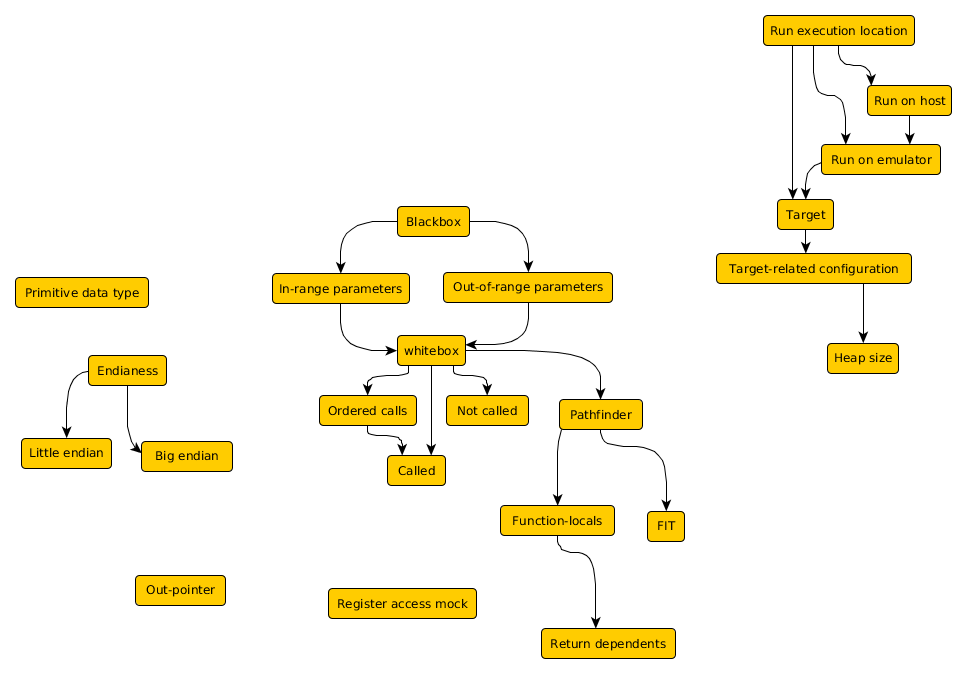 Run execution location
Run on host
Run on emulator
Target
Blackbox
Target-related configuration
In-range parameters
Out-of-range parameters
Primitive data type
whitebox
Heap size
Endianess
Ordered calls
Not called
Pathfinder
Little endian
Big endian
Called
Function-locals
FIT
Out-pointer
Register access mock
Return dependents